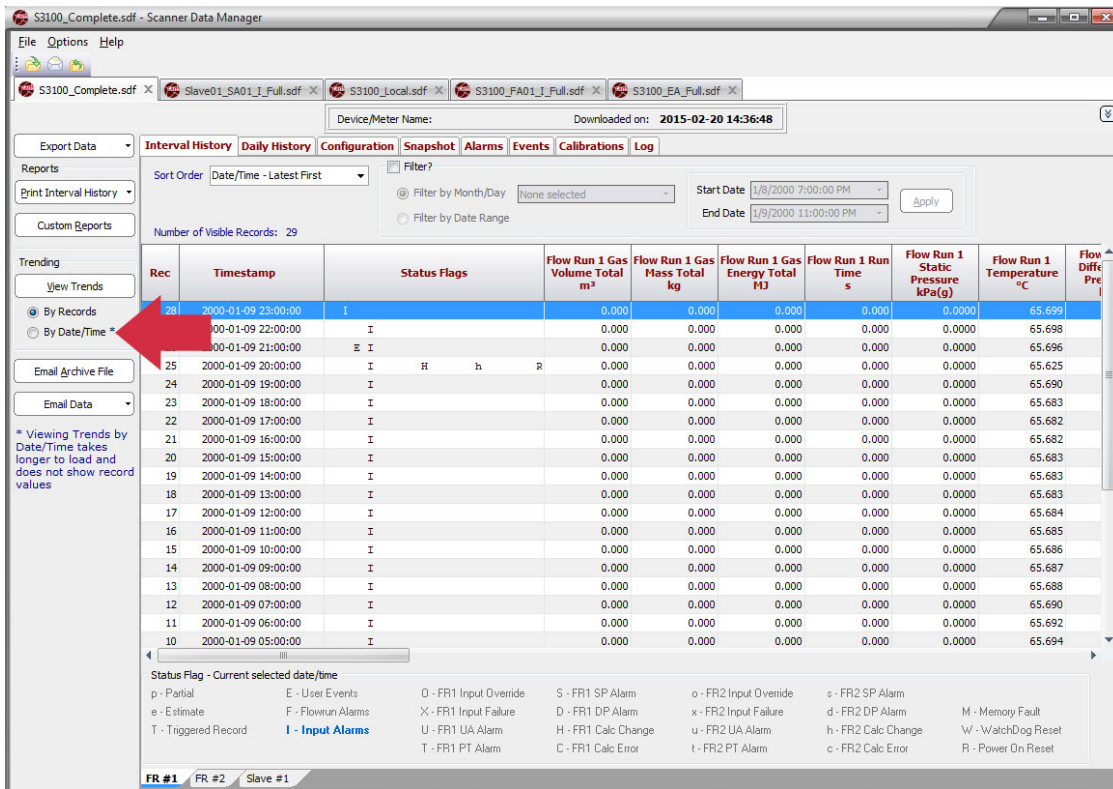 S3100_Complete.sdf - Scanner Data Manager
File Options Help
S3100_Complete.sdf Slave01_SA01_I_Full.sdf S3100_Local.sdf S3100_FA01_I_Full.sdf S3100_EA_Full.sdf
Device/Meter Name: Downloaded on: 2015-02-20 14:36:48
Export Data
Reports
Print Interval History
Custom Reports
Trending
View Trends
By Records
By Date/Time *
Email Archive File
Email Data
* Viewing Trends by
Date/Time takes
longer to load and
does not show record
values
Interval History Daily History Configuration Snapshot Alarms Events Calibrations Log
Sort Order Date/Time - Latest First
Filter?
Filter by Month/Day None selected
Filter by Date Range
Start Date 1/8/2000 7:00:00 PM
End Date 1/9/2000 11:00:00 PM
Apply
Number of Visible Records: 29
Rec Timestamp Status Flags Flow Run 1 Gas Volume Total m³ Flow Run 1 Gas Mass Total kg Flow Run 1 Gas Energy Total MJ Flow Run 1 Run Time s Flow Run 1 Static Pressure kPa(g) Flow Run 1 Temperature °C Flow Diffe Pre
28 2000-01-09 23:00:00 I 0.000 0.000 0.000 0.000 0.0000 65.699
2000-01-09 22:00:00 I 0.000 0.000 0.000 0.000 0.0000 65.698
00-01-09 21:00:00 E I 0.000 0.000 0.000 0.000 0.0000 65.696
25 2000-01-09 20:00:00 I H h R 0.000 0.000 0.000 0.000 0.0000 65.625
24 2000-01-09 19:00:00 I 0.000 0.000 0.000 0.000 0.0000 65.690
23 2000-01-09 18:00:00 I 0.000 0.000 0.000 0.000 0.0000 65.683
22 2000-01-09 17:00:00 I 0.000 0.000 0.000 0.000 0.0000 65.682
21 2000-01-09 16:00:00 I 0.000 0.000 0.000 0.000 0.0000 65.682
20 2000-01-09 15:00:00 I 0.000 0.000 0.000 0.000 0.0000 65.683
19 2000-01-09 14:00:00 I 0.000 0.000 0.000 0.000 0.0000 65.683
18 2000-01-09 13:00:00 I 0.000 0.000 0.000 0.000 0.0000 65.683
17 2000-01-09 12:00:00 I 0.000 0.000 0.000 0.000 0.0000 65.684
16 2000-01-09 11:00:00 I 0.000 0.000 0.000 0.000 0.0000 65.685
15 2000-01-09 10:00:00 I 0.000 0.000 0.000 0.000 0.0000 65.686
14 2000-01-09 09:00:00 I 0.000 0.000 0.000 0.000 0.0000 65.687
13 2000-01-09 08:00:00 I 0.000 0.000 0.000 0.000 0.0000 65.688
12 2000-01-09 07:00:00 I 0.000 0.000 0.000 0.000 0.0000 65.690
11 2000-01-09 06:00:00 I 0.000 0.000 0.000 0.000 0.0000 65.692
10 2000-01-09 05:00:00 I 0.000 0.000 0.000 0.000 0.0000 65.694
Status Flag - Current selected date/time
p - Partial E - User Events O - FR1 Input Override S - FR1 SP Alarm o - FR2 Input Override s - FR2 SP Alarm
e - Estimate F - Flowrun Alarms X - FR1 Input Failure D - FR1 DP Alarm x - FR2 Input Failure d - FR2 DP Alarm M - Memory Fault
T - Triggered Record I - Input Alarms U - FR1 UA Alarm H - FR1 Calc Change u - FR2 UA Alarm h - FR2 Calc Change W - WatchDog Reset
T - FR1 PT Alarm C - FR1 Calc Error t - FR2 PT Alarm c - FR2 Calc Error R - Power On Reset
FR #1 FR #2 Slave #1